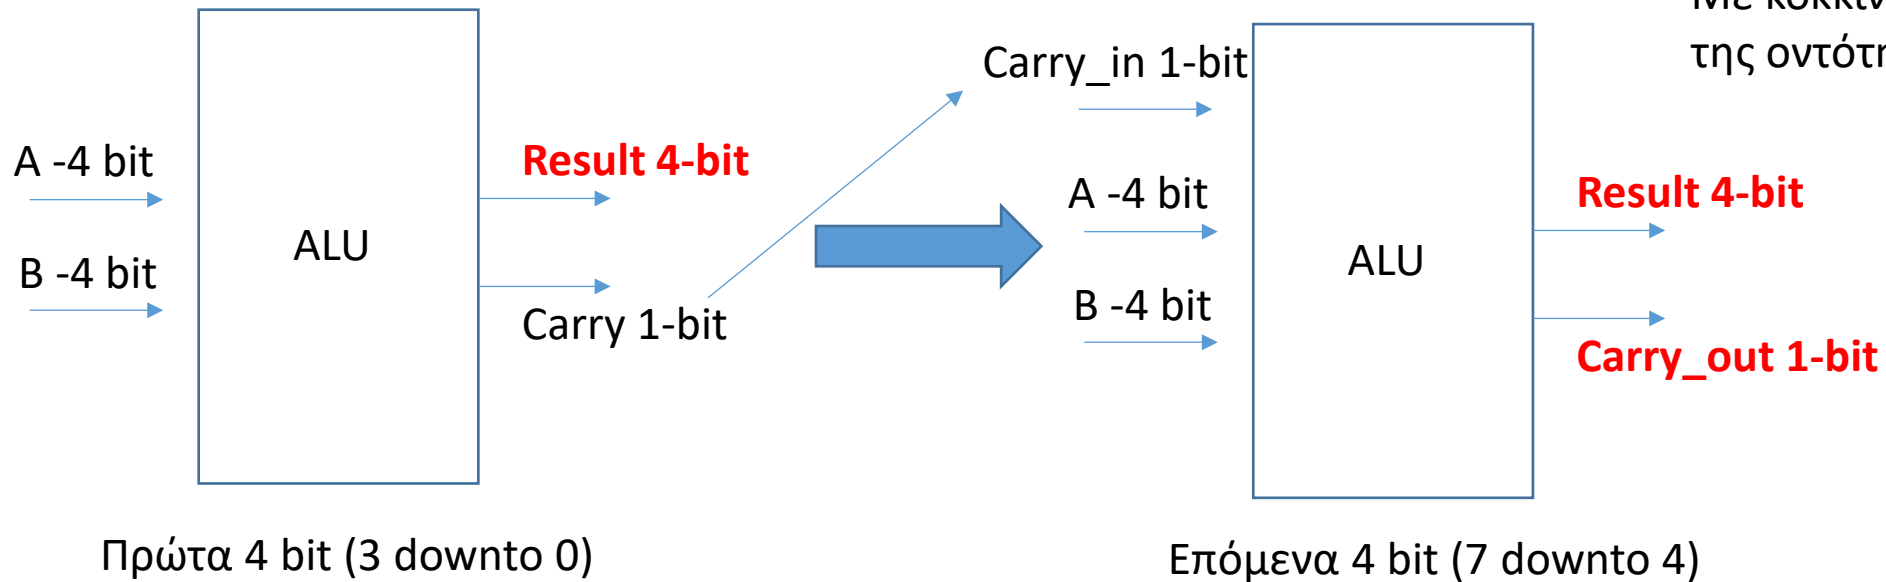 A -4 bit
B -4 bit
ALU
Result 4-bit
Carry 1-bit
Πρώτα 4 bit (3 downto 0)
Carry_in 1-bit
A -4 bit
B -4 bit
ALU
Result 4-bit
Carry_out 1-bit
Επόμενα 4 bit (7 downto 4)
της